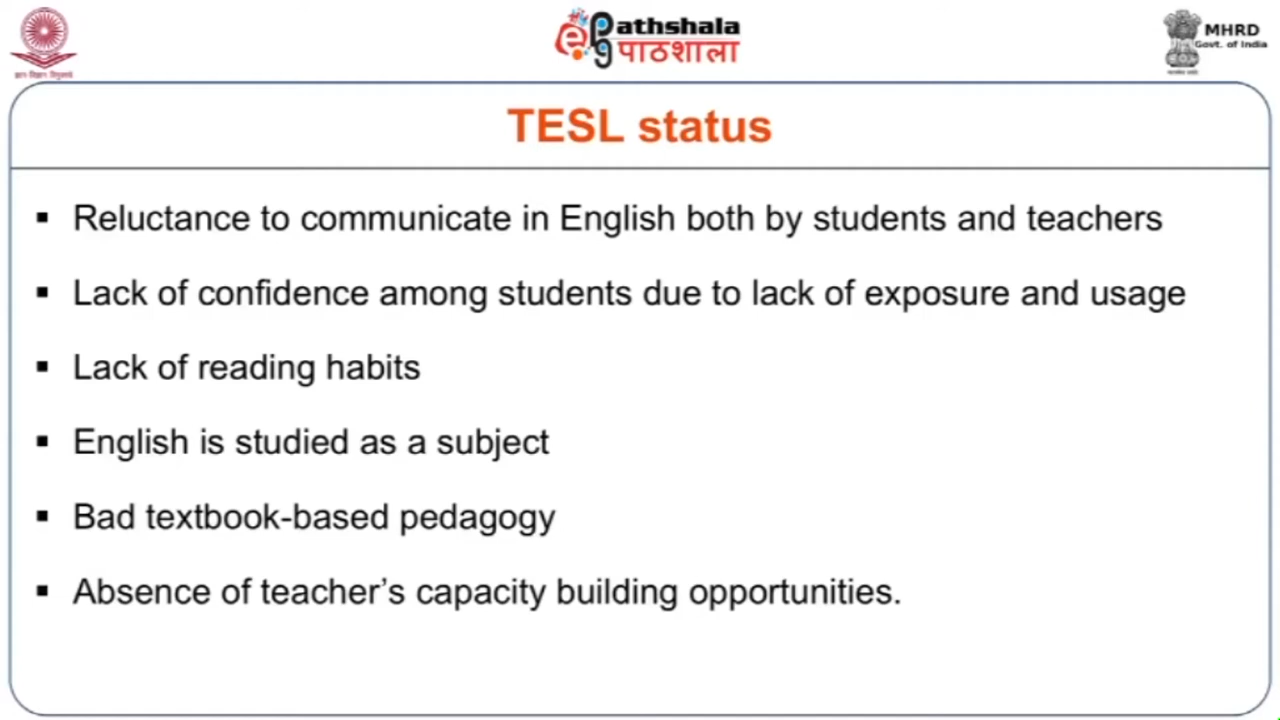 Pathshala
पाठशाला
MHRD
Govt. of India
TESL status
▪ Reluctance to communicate in English both by students and teachers
▪ Lack of confidence among students due to lack of exposure and usage
▪ Lack of reading habits
▪ English is studied as a subject
▪ Bad textbook-based pedagogy
▪ Absence of teacher’s capacity building opportunities.